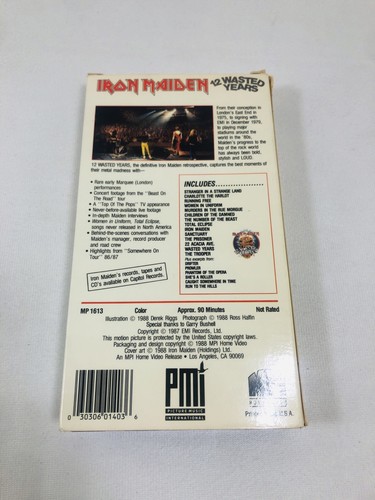 IRON MAIDEN
12 WASTED
YEARS
From their conception in
London's East End in
1975, to signing with
EMI in December 1979,
to playing major
stadiums around the
world in the '80s,
Maiden's progress to the
top of the rock world
has always been bold,
stylish and LOUD.
12 WASTED YEARS, the definitive Iron Maiden retrospective, captures the best moments of
their metal madness with—
• Rare early Marquee (London)
performances
• Concert footage from the "Beast On
The Road" tour
• A "Top Of The Pops" TV appearance
• Never-before-available live footage
• In-depth Maiden interviews
• Women in Uniform, Total Eclipse,
songs never released in North America
• Behind-the-scenes conversations with
Maiden's manager, record producer
and road crew
• Highlights from "Somewhere On
Tour" 86/87
INCLUDES...
STRANGER IN A STRANGE LAND
CHARLOTTE THE HARLOT
RUNNING FREE
WOMEN IN UNIFORM
MURDERS IN THE RUE MORGUE
CHILDREN OF THE DAMNED
THE NUMBER OF THE BEAST
TOTAL ECLIPSE
IRON MAIDEN
SANCTUARY
THE PRISONER
22 ACACIA AVE.
WASTED YEARS
THE TROOPER
Plus excerpts from:
DRIFTER
PROWLER
PHANTOM OF THE OPERA
SHE'S A ROLLER
CAUGHT SOMEWHERE IN TIME
RUN TO THE HILLS
Iron Maiden's records, tapes and
CD's available on Capitol Records.
MP 1613 Color Approx. 90 Minutes Not Rated
Illustration © 1988 Derek Riggs Photograph © 1988 Ross Halfin
Special thanks to Garry Bushell
Copyright © 1987 EMI Records, Ltd.
This motion picture is protected by the United States copyright laws.
Packaging and design copyright © 1988 MPI Home Video
Cover art © 1988 Iron Maiden (Holdings) Ltd.
An MPI Home Video Release • Los Angeles, CA 90069
PMI
PICTURE MUSIC
INTERNATIONAL
0 30306 01403 6